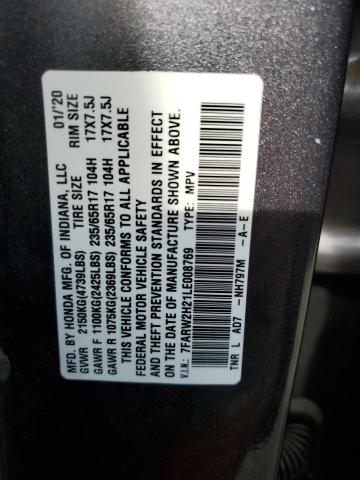 MFD. BY HONDA MFG. OF INDIANA, LLC 01/'20
GVWR 2150KG(4739LBS) TIRE SIZE RIM SIZE
GAWR F 1100KG(2425LBS) 235/65R17 104H 17X7.5J
GAWR R 1075KG(2369LBS) 235/65R17 104H 17X7.5J
THIS VEHICLE CONFORMS TO ALL APPLICABLE
FEDERAL MOTOR VEHICLE SAFETY
AND THEFT PREVENTION STANDARDS IN EFFECT
ON THE DATE OF MANUFACTURE SHOWN ABOVE.
V.I.N.: 7FARW2H21LE008769 TYPE: MPV
TNR L AD7 -NH797M -A-E